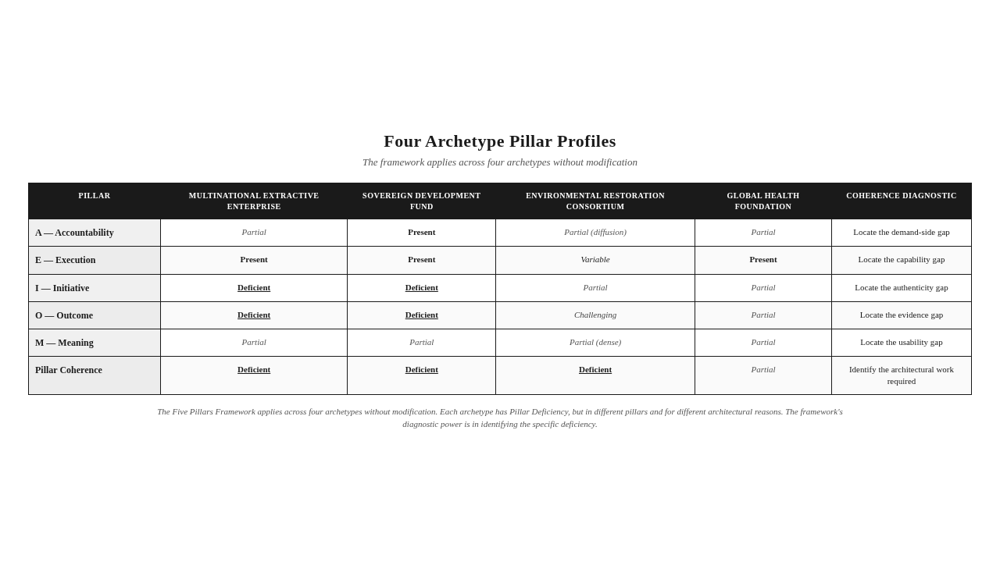 Four Archetype Pillar Profiles
The framework applies across four archetypes without modification
PILLAR MULTINATIONAL EXTRACTIVE ENTERPRISE SOVEREIGN DEVELOPMENT FUND ENVIRONMENTAL RESTORATION CONSORTIUM GLOBAL HEALTH FOUNDATION COHERENCE DIAGNOSTIC
A — Accountability Partial Present Partial (diffusion) Partial Locate the demand-side gap
E — Execution Present Present Variable Present Locate the capability gap
I — Initiative Deficient Deficient Partial Partial Locate the authenticity gap
O — Outcome Deficient Deficient Challenging Partial Locate the evidence gap
M — Meaning Partial Partial Partial (dense) Partial Locate the usability gap
Pillar Coherence Deficient Deficient Deficient Partial Identify the architectural work required
The Five Pillars Framework applies across four archetypes without modification. Each archetype has Pillar Deficiency, but in different pillars and for different architectural reasons. The framework's
diagnostic power is in identifying the specific deficiency.